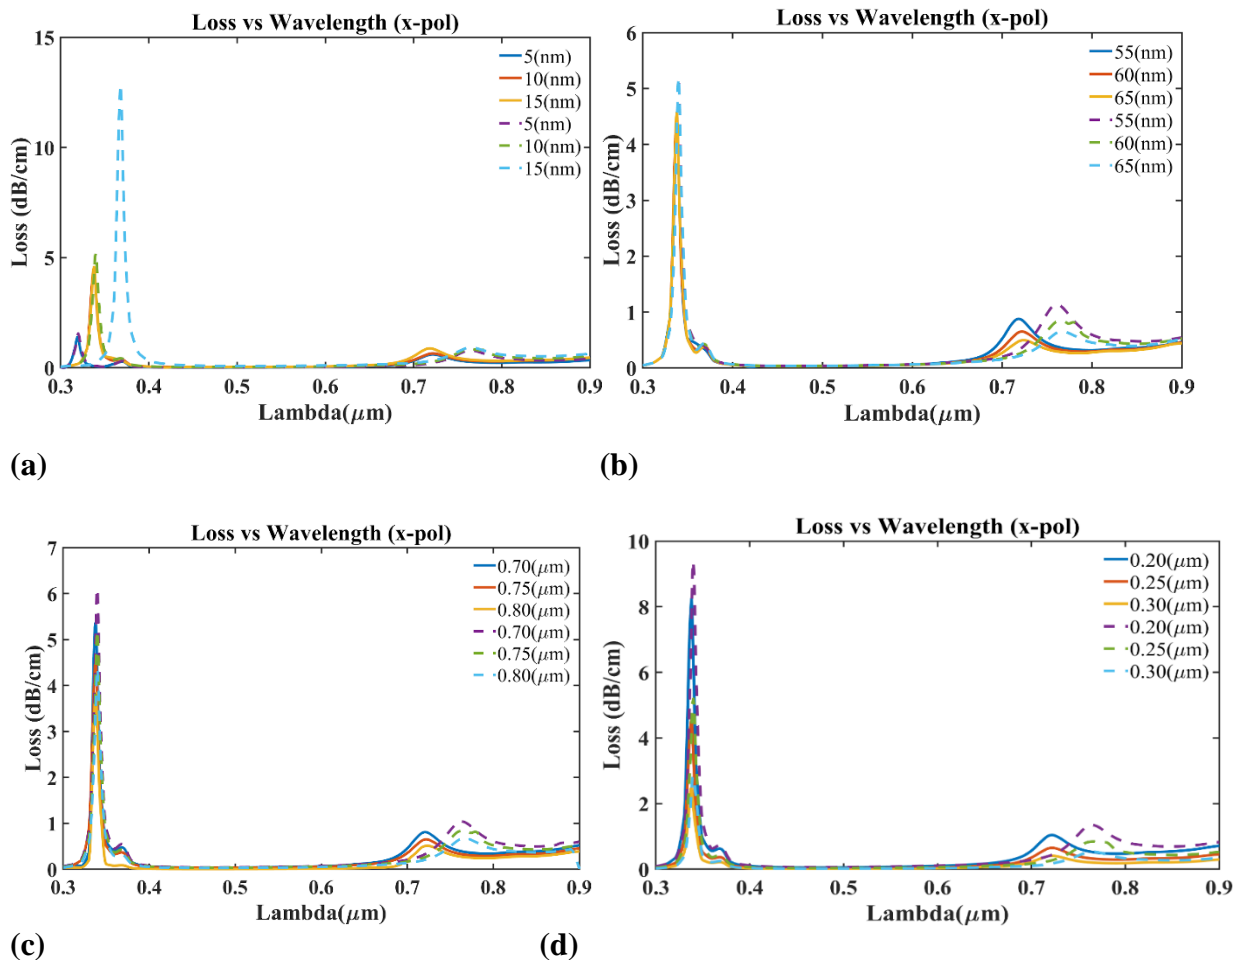 Loss vs Wavelength (x-pol)
15
10
5
0
0.3 0.4 0.5 0.6 0.7 0.8 0.9
Loss (dB/cm)
Lambda(μm)
5(nm)
10(nm)
15(nm)
5(nm)
10(nm)
15(nm)
(a)
Loss vs Wavelength (x-pol)
6
5
4
3
2
1
0
0.3 0.4 0.5 0.6 0.7 0.8 0.9
Loss (dB/cm)
Lambda(μm)
55(nm)
60(nm)
65(nm)
55(nm)
60(nm)
65(nm)
(b)
Loss vs Wavelength (x-pol)
7
6
5
4
3
2
1
0
0.3 0.4 0.5 0.6 0.7 0.8 0.9
Loss (dB/cm)
Lambda(μm)
0.70(μm)
0.75(μm)
0.80(μm)
0.70(μm)
0.75(μm)
0.80(μm)
(c)
Loss vs Wavelength (x-pol)
10
8
6
4
2
0
0.3 0.4 0.5 0.6 0.7 0.8 0.9
Loss (dB/cm)
Lambda(μm)
0.20(μm)
0.25(μm)
0.30(μm)
0.20(μm)
0.25(μm)
0.30(μm)
(d)